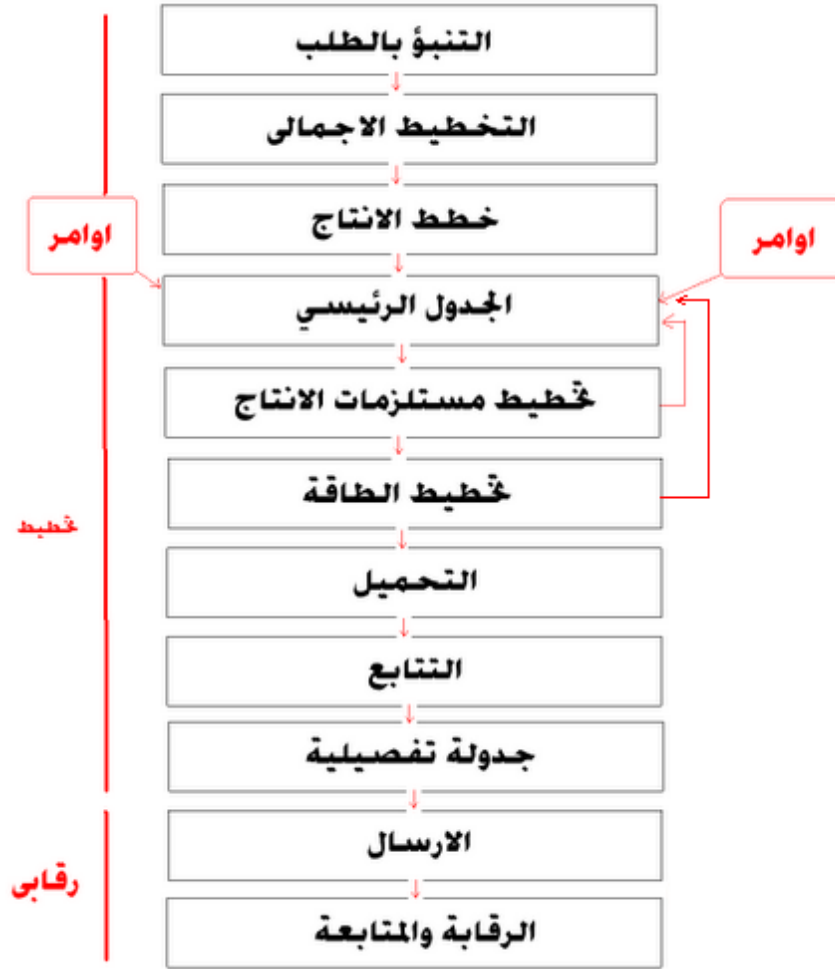 التنبؤ بالطلب
التخطيط الاجمالى
خطط الانتاج
اوامر
اوامر
الجدول الرئيسي
تخطيط مستلزمات الانتاج
تخطيط الطاقة
تخطيط
التحميل
التتابع
جدولة تفصيلية
الارسال
رقابى
الرقابة والمتابعة